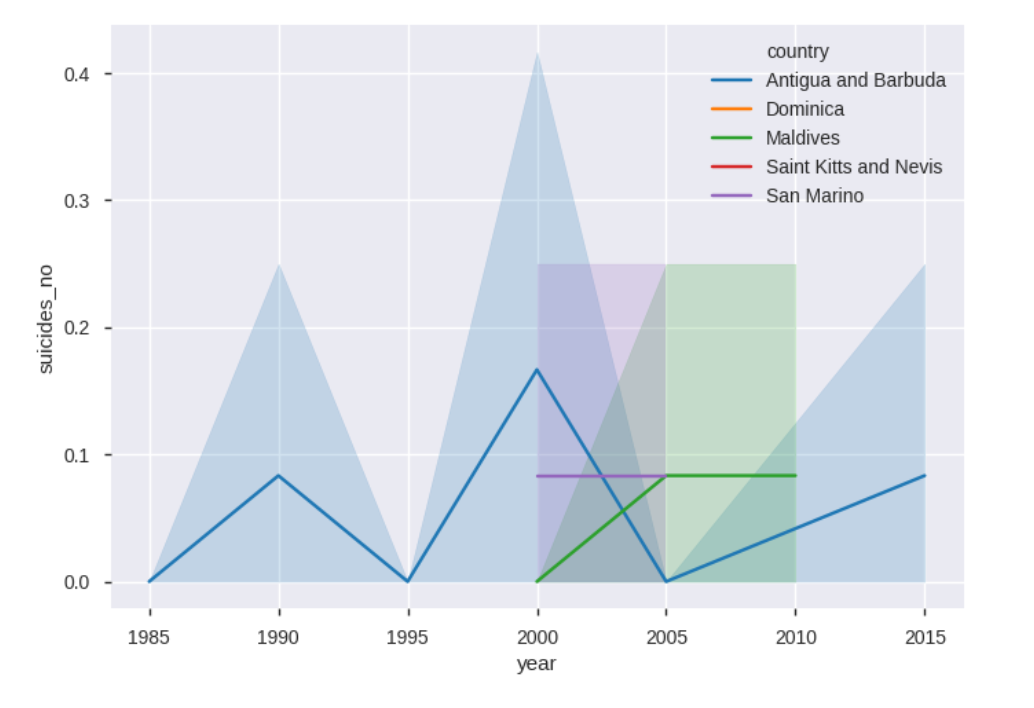 country
Antigua and Barbuda
Dominica
Maldives
Saint Kitts and Nevis
San Marino
suicides_no
0.4
0.3
0.2
0.1
0.0
1985 1990 1995 2000 2005 2010 2015
year